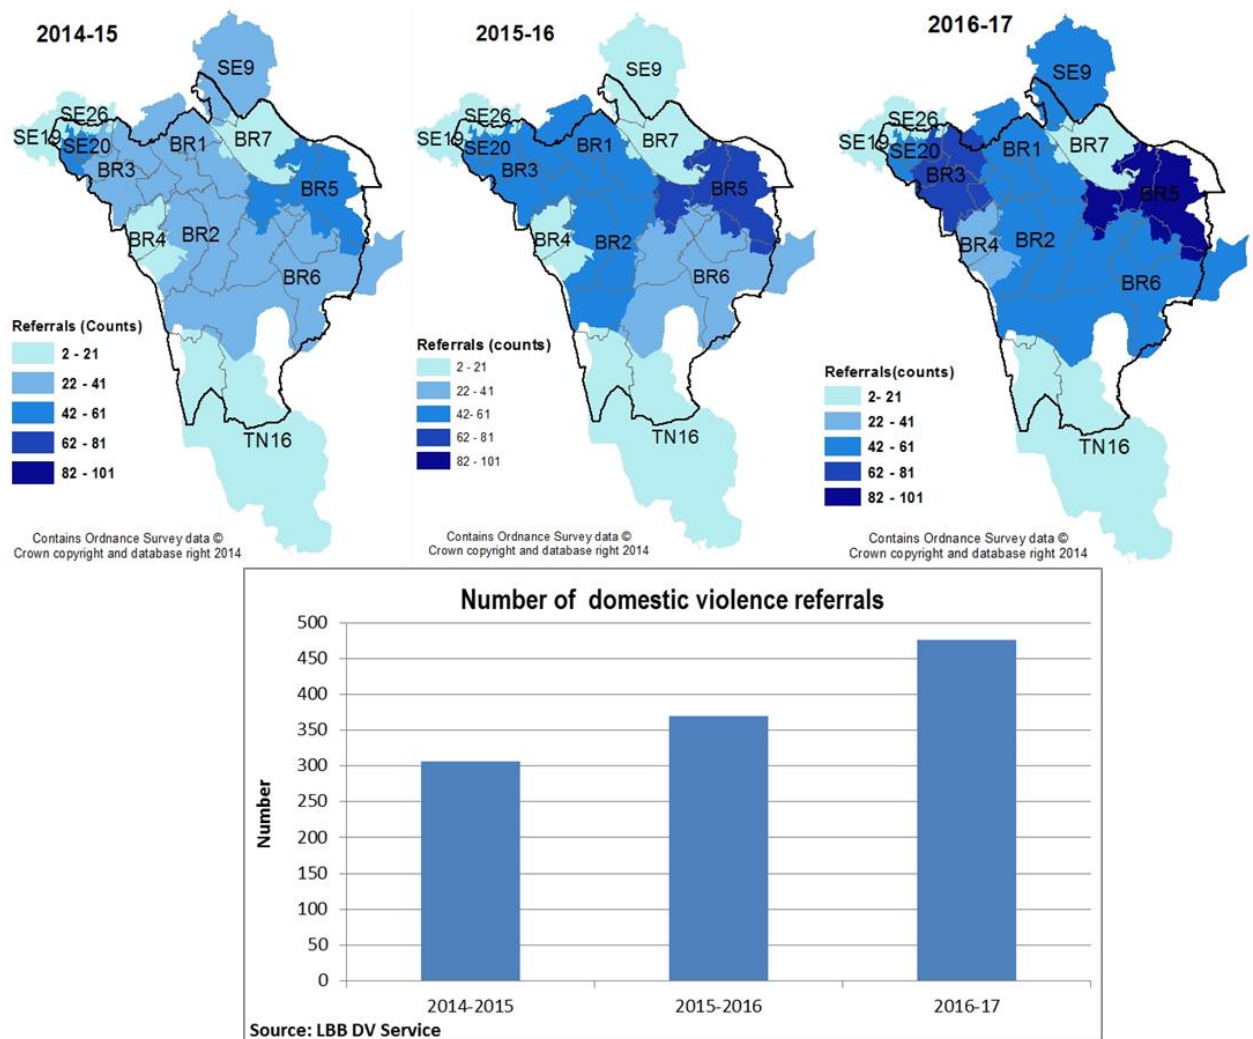 2014-15
SE9
SE26
SE19
SE20
BR7
BR1
BR3
BR5
BR4
BR2
BR6
TN16
Referrals (Counts)
2 - 21
22 - 41
42 - 61
62 - 81
82 - 101
Contains Ordnance Survey data ©
Crown copyright and database right 2014
2015-16
SE9
SE26
SE19
SE20
BR7
BR1
BR3
BR5
BR4
BR2
BR6
TN16
Referrals (counts)
2 - 21
22 - 41
42- 61
62 - 81
82 - 101
Contains Ordnance Survey data ©
Crown copyright and database right 2014
2016-17
SE9
SE26
SE19
SE20
BR7
BR1
BR3
BR5
BR4
BR2
BR6
TN16
Referrals(counts)
2- 21
22 - 41
42 - 61
62 - 81
82 - 101
Contains Ordnance Survey data ©
Crown copyright and database right 2014
Number of domestic violence referrals
500
450
400
350
300
250
200
150
100
50
0
Number
2014-2015
2015-2016
2016-17
Source: LBB DV Service